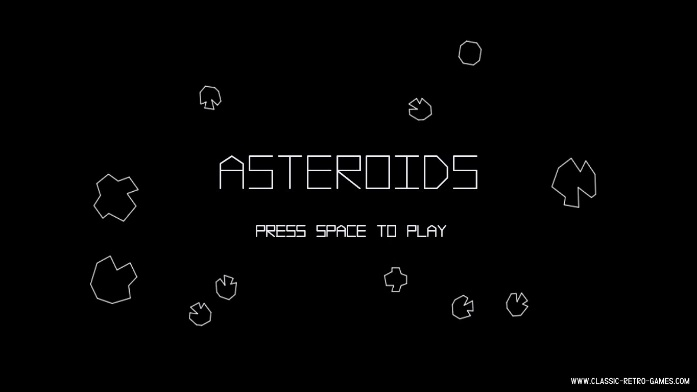 ASTEROIDS
PRESS SPACE TO PLAY
WWW.CLASSIC-RETRO-GAMES.COM